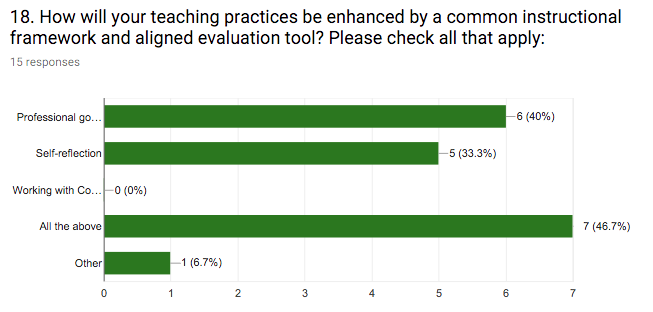 18. How will your teaching practices be enhanced by a common instructional
framework and aligned evaluation tool? Please check all that apply:
15 responses
Professional go... 6 (40%)
Self-reflection 5 (33.3%)
Working with Co... 0 (0%)
All the above 7 (46.7%)
Other 1 (6.7%)
0 1 2 3 4 5 6 7